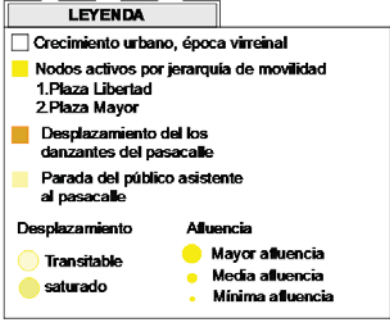 LEYENDA
Crecimiento urbano, época virreinal
Nodos activos por jerarquía de movilidad
1.Plaza Libertad
2.Plaza Mayor
Desplazamiento del los
danzantes del pasacalle
Parada del público asistente
al pasacalle
Desplazamiento
Transitable
saturado
Afluencia
Mayor afluencia
Media afluencia
Mínima afluencia